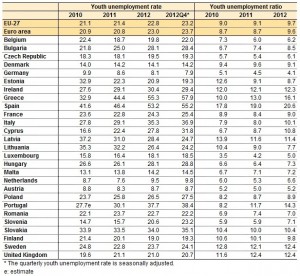 Youth unemployment rate Youth unemployment ratio
2010 2011 2012 2012Q4* 2010 2011 2012
EU-27 21.1 21.4 22.8 23.2 9.0 9.1 9.7
Euro area 20.9 20.8 23.0 23.7 8.7 8.7 9.6
Belgium 22.4 18.7 19.8 22.0 7.3 6.0 6.2
Bulgaria 21.8 25.0 28.1 28.4 6.7 7.4 8.5
Czech Republic 18.3 18.1 19.5 19.3 5.7 5.4 6.1
Denmark 14.0 14.2 14.1 14.2 9.4 9.6 9.1
Germany 9.9 8.6 8.1 7.9 5.1 4.5 4.1
Estonia 32.9 22.3 20.9 19.3 12.6 9.1 8.7
Ireland 27.6 29.1 30.4 29.4 12.0 12.1 12.3
Greece 32.9 44.4 55.3 57.9 10.0 13.0 16.1
Spain 41.6 46.4 53.2 55.2 17.8 19.0 20.6
France 23.6 22.8 24.3 25.4 8.9 8.4 9.0
Italy 27.8 29.1 35.3 36.9 7.9 8.0 10.1
Cyprus 16.6 22.4 27.8 31.8 6.7 8.7 10.8
Latvia 37.2 31.0 28.4 24.7 13.9 11.6 11.4
Lithuania 35.3 32.2 26.4 24.2 10.4 9.0 7.7
Luxembourg 15.8 16.4 18.1 18.5 3.5 4.2 5.0
Hungary 26.6 26.1 28.1 28.8 6.6 6.4 7.3
Malta 13.1 13.8 14.2 14.5 6.7 7.1 7.2
Netherlands 8.7 7.6 9.5 9.8 6.0 5.3 6.6
Austria 8.8 8.3 8.7 8.7 5.2 5.0 5.2
Poland 23.7 25.8 26.5 27.5 8.2 8.7 8.9
Portugal 27.7e 30.1 37.7 38.4 8.2 11.7 14.3
Romania 22.1 23.7 22.7 22.2 6.9 7.4 7.0
Slovenia 14.7 15.7 20.6 23.2 5.9 5.9 7.1
Slovakia 33.9 33.5 34.0 35.1 10.4 10.0 10.4
Finland 21.4 20.1 19.0 19.3 10.6 10.1 9.8
Sweden 24.8 22.8 23.7 24.1 12.8 12.1 12.4
United Kingdom 19.6 21.1 21.0 20.7 11.6 12.4 12.4
* The quarterly youth unemployment rate is seasonally adjusted.
e: estimate